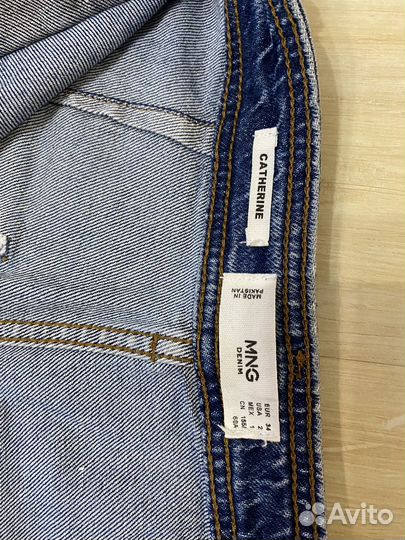 CATHERINE
MADE IN
PAKISTAN
MNG
DENIM
EUR 34
USA 2
MEX 1
CN 155/
60A
Avito